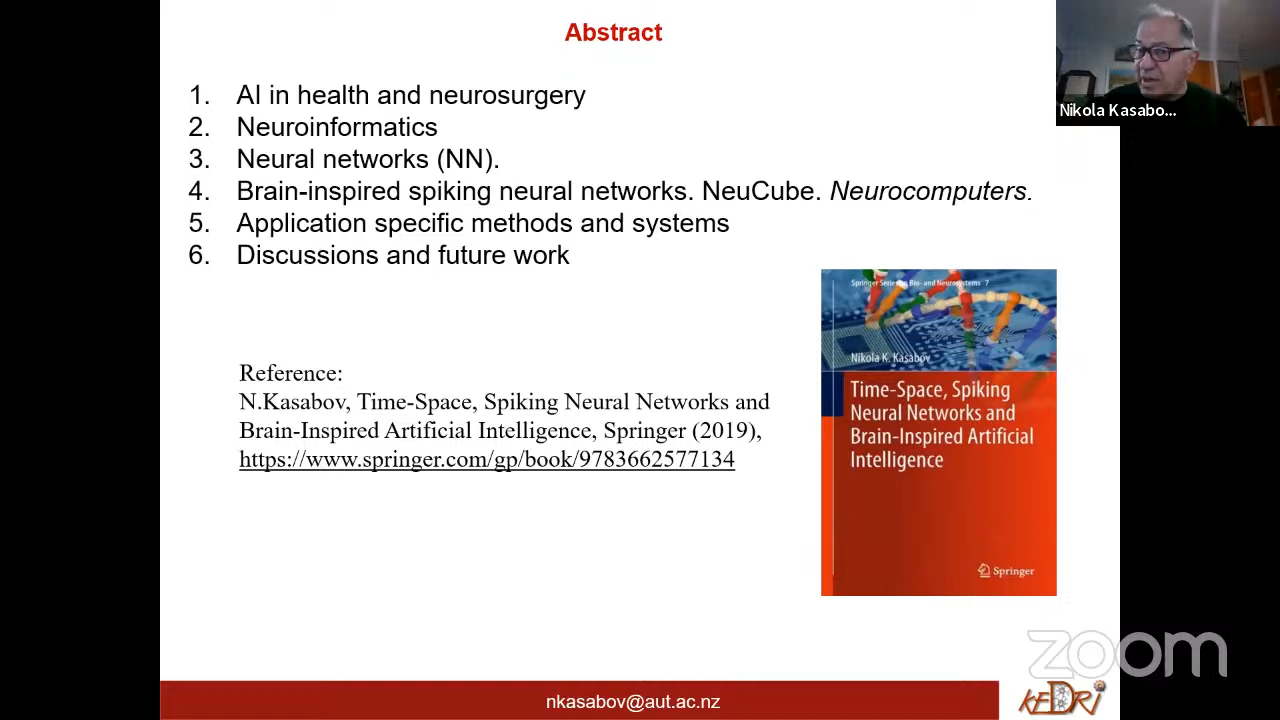 Abstract
1. AI in health and neurosurgery
2. Neuroinformatics
3. Neural networks (NN).
4. Brain-inspired spiking neural networks. NeuCube. Neurocomputers.
5. Application specific methods and systems
6. Discussions and future work
Reference:
N.Kasabov, Time-Space, Spiking Neural Networks and
Brain-Inspired Artificial Intelligence, Springer (2019),
https://www.springer.com/gp/book/9783662577134
Springer Series on Bio- and Neurosystems 7
Nikola K. Kasabov
Time-Space, Spiking
Neural Networks and
Brain-Inspired Artificial
Intelligence
Springer
Nikola Kasabo...
zoom
nkasabov@aut.ac.nz
KEDRI